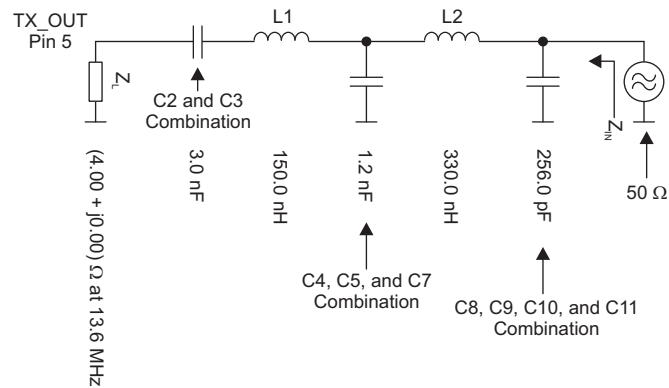 TX_OUT
Pin 5
L1
L2
Z_L
C2 and C3
Combination
Z_IN
50 Ω
(4.00 + j0.00) Ω at 13.6 MHz
3.0 nF
150.0 nH
1.2 nF
330.0 nH
256.0 pF
C4, C5, and C7
Combination
C8, C9, C10, and C11
Combination